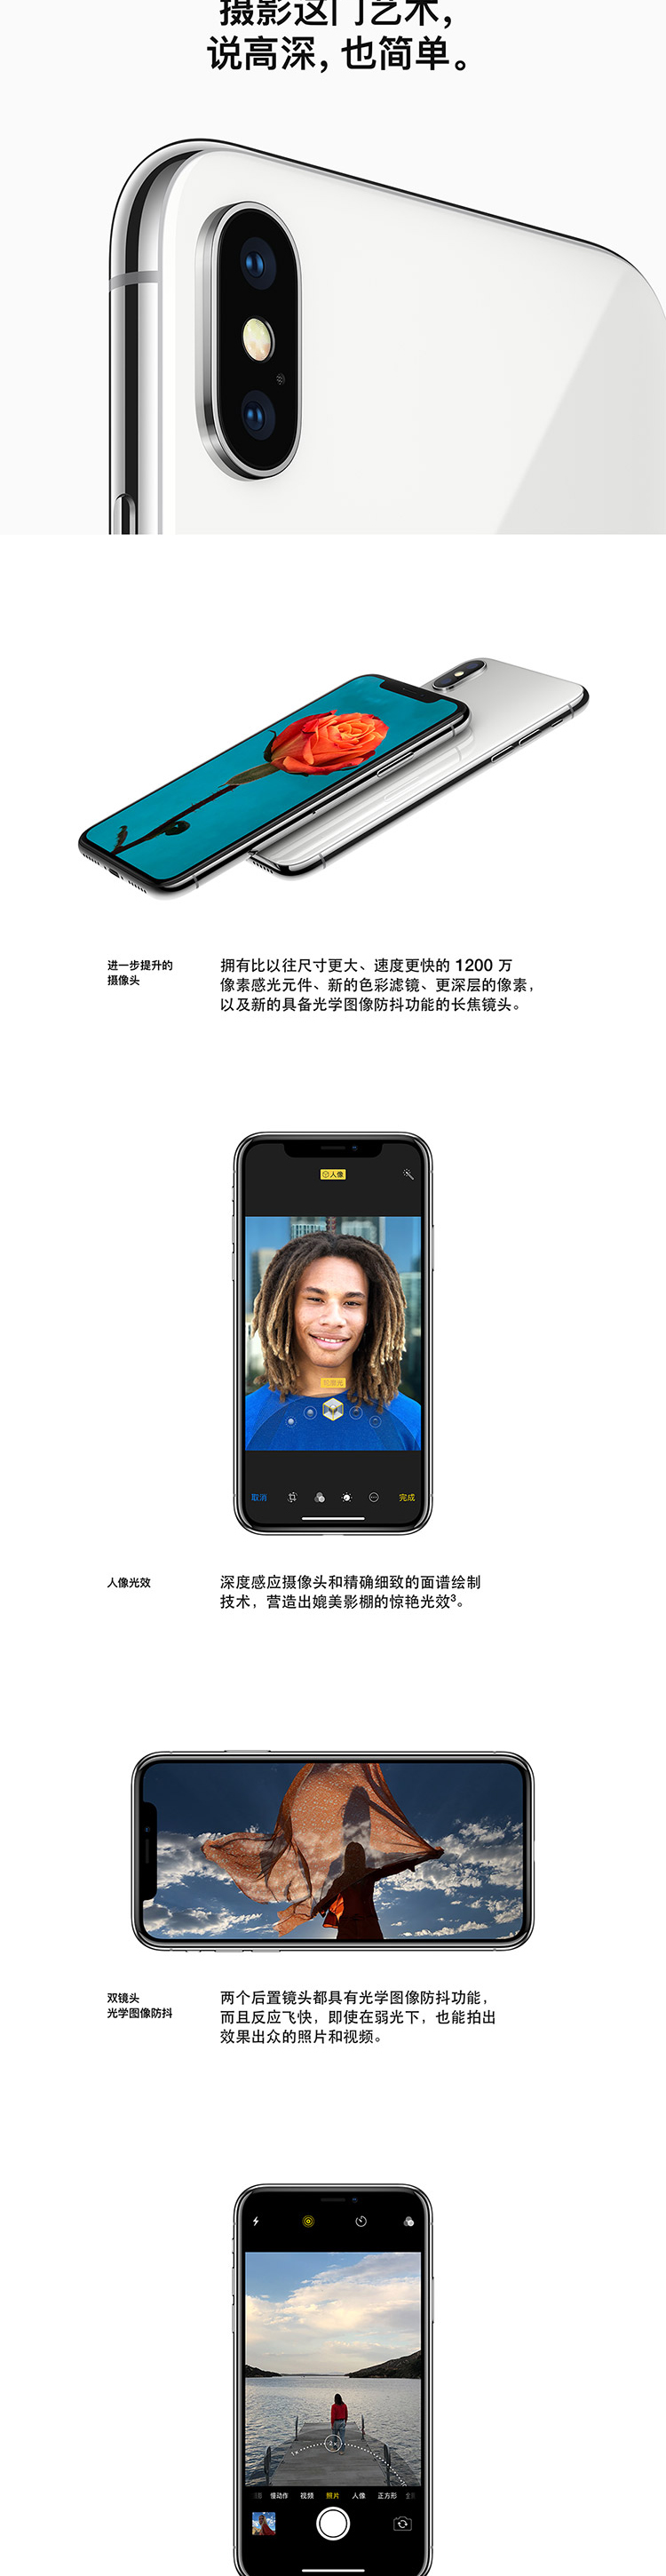 摄影这门艺术，
说高深，也简单。
进一步提升的
摄像头
拥有比以往尺寸更大、速度更快的 1200 万
像素感光元件、新的色彩滤镜、更深层的像素，
以及新的具备光学图像防抖功能的长焦镜头。
人像
取消
完成
人像光效
深度感应摄像头和精确细致的面谱绘制
技术，营造出媲美影棚的惊艳光效³。
双镜头
光学图像防抖
两个后置镜头都具有光学图像防抖功能，
而且反应飞快，即使在弱光下，也能拍出
效果出众的照片和视频。
1x
2x
慢动作 视频 照片 人像 正方形